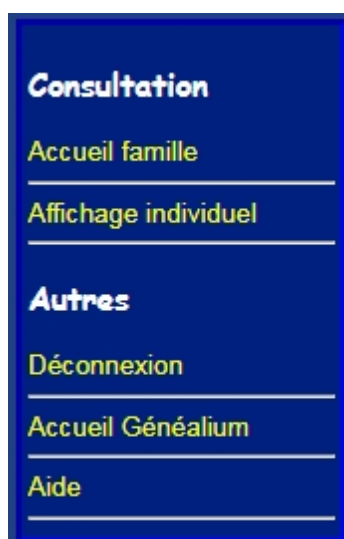 Consultation
Accueil famille
Affichage individuel
Autres
Déconnexion
Accueil Généalium
Aide